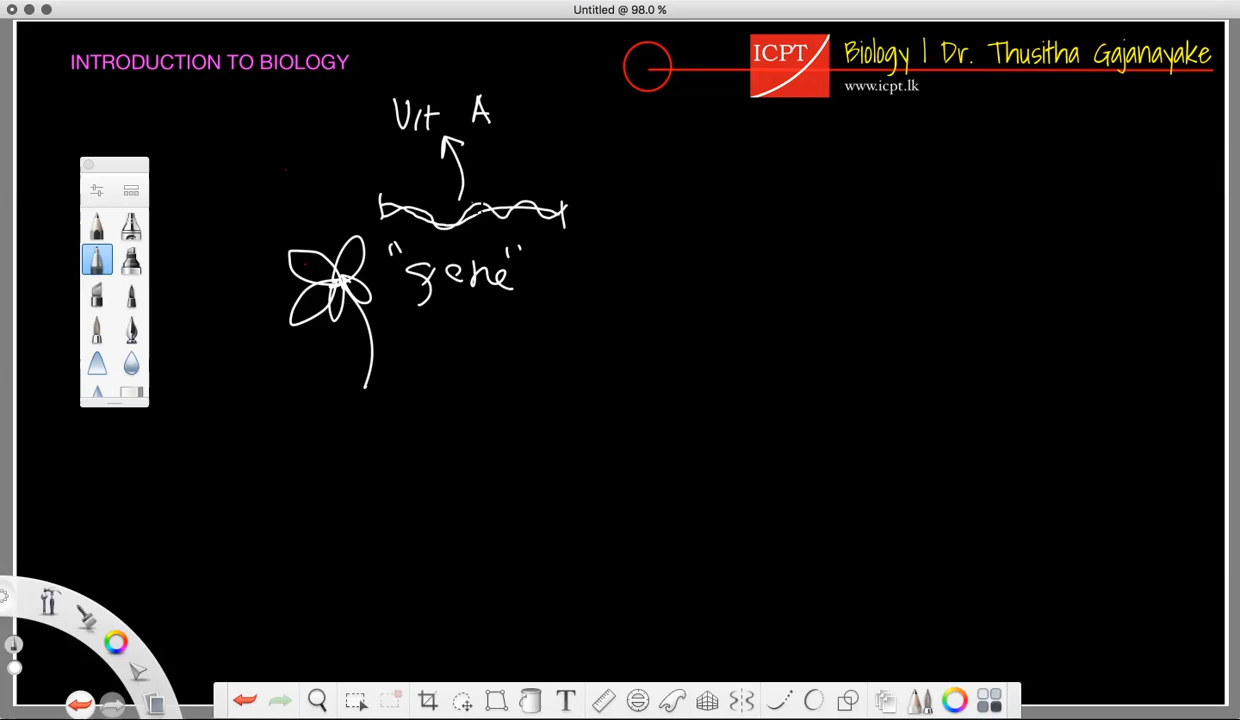 Untitled @ 98.0 %
INTRODUCTION TO BIOLOGY
ICPT
Biology | Dr. Thusitha Gajanayake
www.icpt.lk
Vit A
"gene"
T